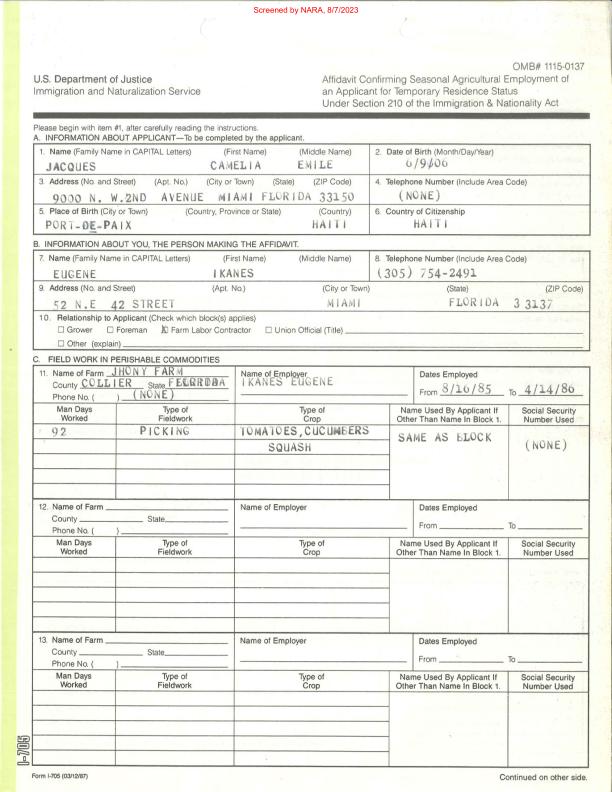 Screened by NARA, 8/7/2023
OMB# 1115-0137
U.S. Department of Justice
Immigration and Naturalization Service
Affidavit Confirming Seasonal Agricultural Employment of
an Applicant for Temporary Residence Status
Under Section 210 of the Immigration & Nationality Act
Please begin with item #1, after carefully reading the instructions.
A. INFORMATION ABOUT APPLICANT—To be completed by the applicant.
1. Name (Family Name in CAPITAL Letters) (First Name) (Middle Name)
JACQUES CAMELIA EMILE
2. Date of Birth (Month/Day/Year)
3. Address (No. and Street) (Apt. No.) (City or Town) (State) (ZIP Code)
9000 N. W.2ND AVENUE MIAMI FLORIDA 33150
4. Telephone Number (Include Area Code)
(NONE)
5. Place of Birth (City or Town) (Country, Province or State) (Country)
PORT-DE-PAIX HAITI
6. Country of Citizenship
HAITI
B. INFORMATION ABOUT YOU, THE PERSON MAKING THE AFFIDAVIT.
7. Name (Family Name in CAPITAL Letters) (First Name) (Middle Name)
EUGENE IKANES
8. Telephone Number (Include Area Code)
(305) 754-2491
9. Address (No. and Street) (Apt. No.) (City or Town) (State) (ZIP Code)
52 N.E 42 STREET MIAMI FLORIDA 3 3137
10. Relationship to Applicant (Check which block(s) applies)
☐ Grower ☐ Foreman ☒ Farm Labor Contractor ☐ Union Official (Title)
☐ Other (explain)
C. FIELD WORK IN PERISHABLE COMMODITIES
11. Name of Farm JHONY FARM
County COLLIER State
Phone No. ( ) (NONE)
Name of Employer
IKANES EUGENE
Dates Employed
From 8/16/85 To 4/14/86
Man Days Worked Type of Fieldwork Type of Crop Name Used By Applicant If Other Than Name In Block 1. Social Security Number Used
92 PICKING TOMATOES,CUCUMBERS SAME AS BLOCK (NONE)
SQUASH
12. Name of Farm
County State
Phone No. ( )
Name of Employer
Dates Employed
From To
Man Days Worked Type of Fieldwork Type of Crop Name Used By Applicant If Other Than Name In Block 1. Social Security Number Used
13. Name of Farm
County State
Phone No. ( )
Name of Employer
Dates Employed
From To
Man Days Worked Type of Fieldwork Type of Crop Name Used By Applicant If Other Than Name In Block 1. Social Security Number Used
I-705
Form I-705 (03/12/87)
Continued on other side.